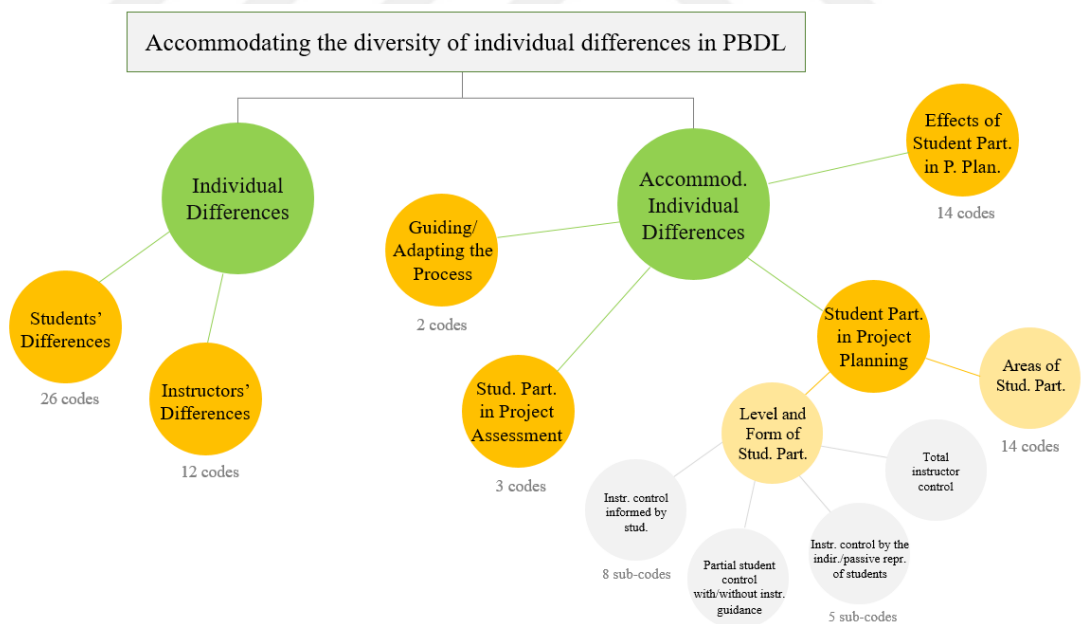 Accommodating the diversity of individual differences in PBDL
Individual
Differences
Students’
Differences
26 codes
Instructors’
Differences
12 codes
Accommod.
Individual
Differences
Guiding/
Adapting the
Process
2 codes
Stud. Part.
in Project
Assessment
3 codes
Effects of
Student Part.
in P. Plan.
14 codes
Student Part.
in Project
Planning
Areas of
Stud. Part.
14 codes
Level and
Form of
Stud. Part.
Instr. control
informed by
stud.
8 sub-codes
Partial student
control
with/without instr.
guidance
Instr. control by the
indir./passive repr.
of students
5 sub-codes
Total
instructor
control